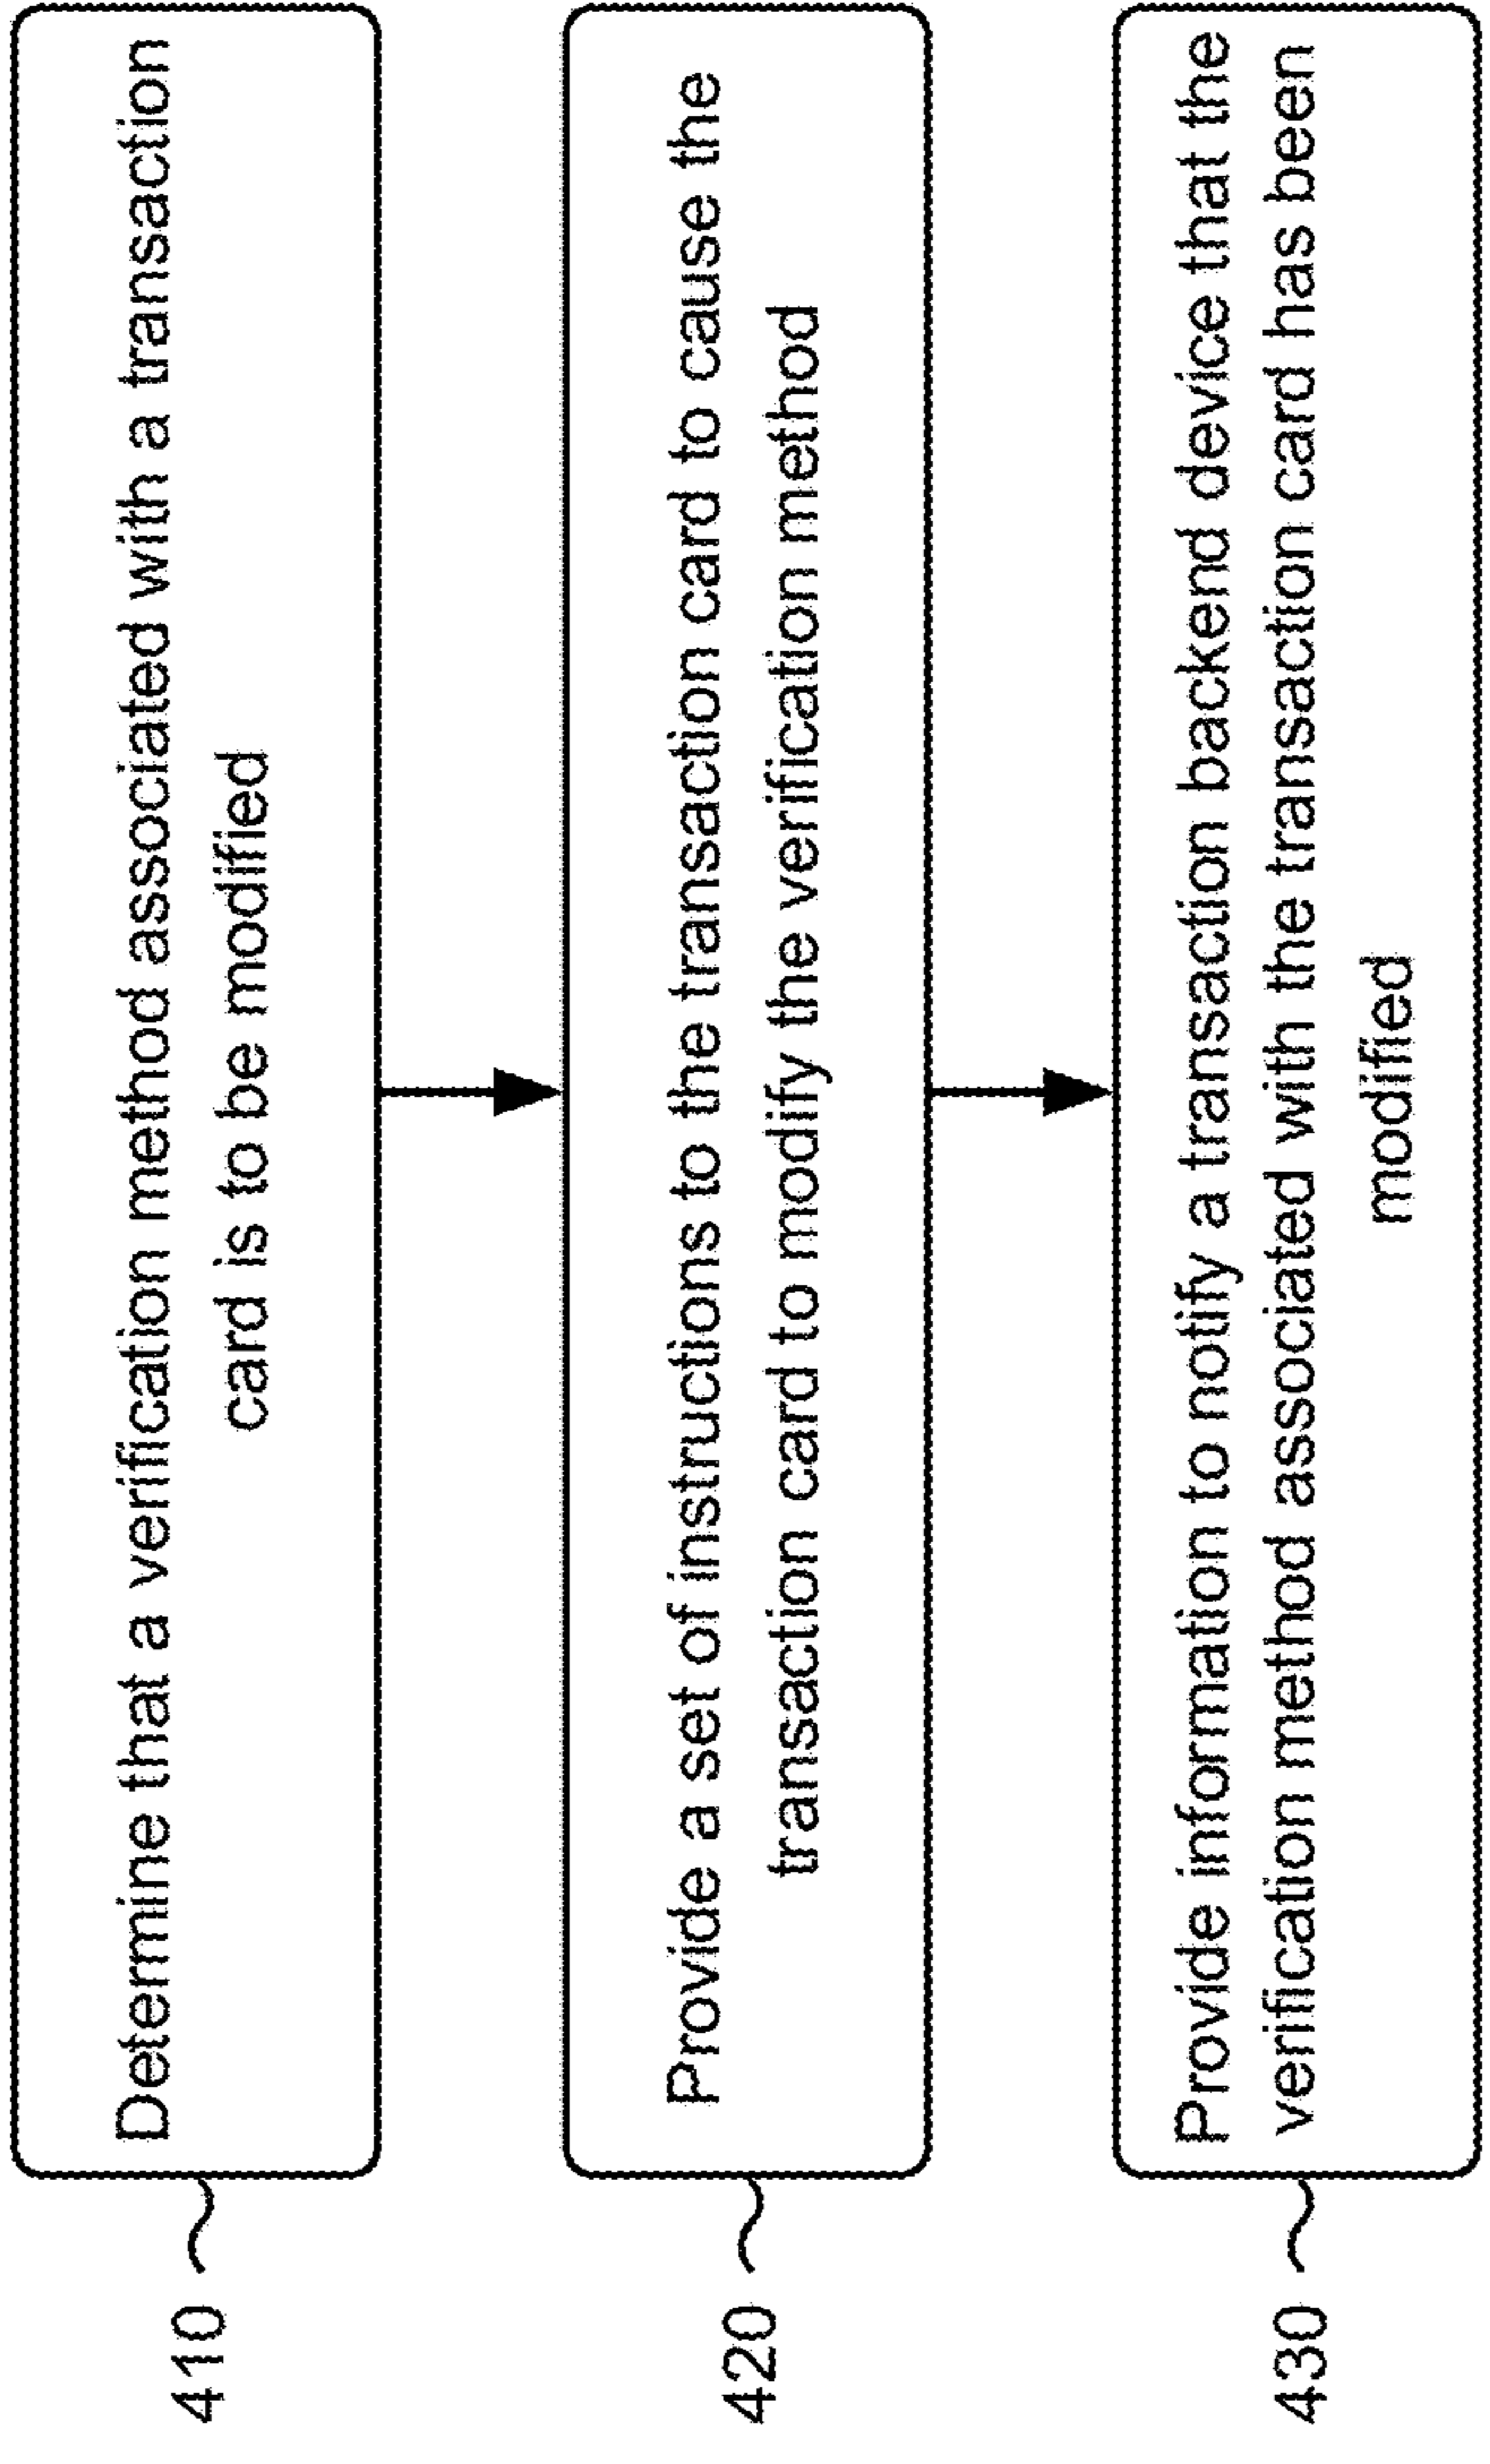 410
Determine that a verification method associated with a transaction
card is to be modified
420
Provide a set of instructions to the transaction card to cause the
transaction card to modify the verification method
430
Provide information to notify a transaction backend device that the
verification method associated with the transaction card has been
modified